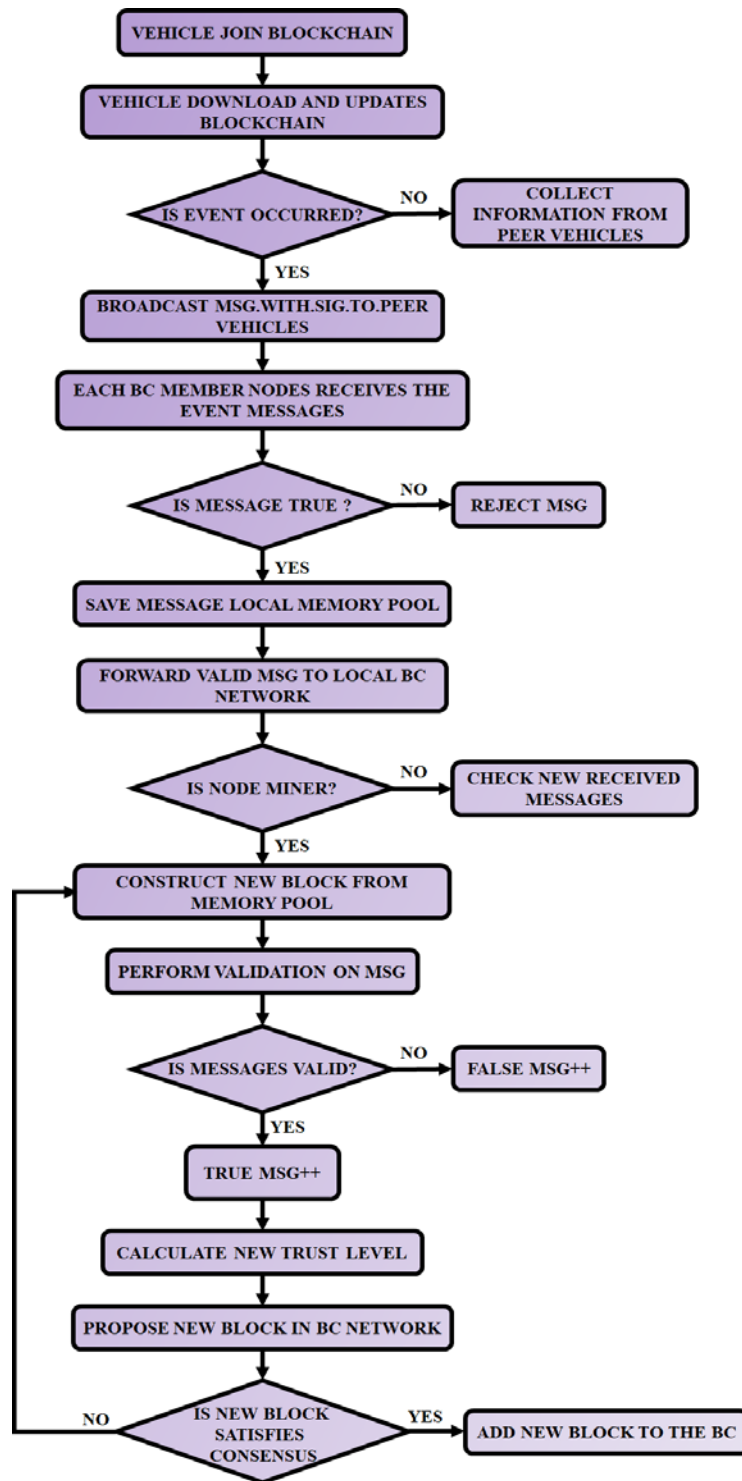 VEHICLE JOIN BLOCKCHAIN
VEHICLE DOWNLOAD AND UPDATES
BLOCKCHAIN
IS EVENT OCCURRED?
NO
COLLECT
INFORMATION FROM
PEER VEHICLES
YES
BROADCAST MSG.WITH.SIG.TO.PEER
VEHICLES
EACH BC MEMBER NODES RECEIVES THE
EVENT MESSAGES
IS MESSAGE TRUE ?
NO
REJECT MSG
YES
SAVE MESSAGE LOCAL MEMORY POOL
FORWARD VALID MSG TO LOCAL BC
NETWORK
IS NODE MINER?
NO
CHECK NEW RECEIVED
MESSAGES
YES
CONSTRUCT NEW BLOCK FROM
MEMORY POOL
PERFORM VALIDATION ON MSG
IS MESSAGES VALID?
NO
FALSE MSG++
YES
TRUE MSG++
CALCULATE NEW TRUST LEVEL
PROPOSE NEW BLOCK IN BC NETWORK
NO
IS NEW BLOCK
SATISFIES
CONSENSUS
YES
ADD NEW BLOCK TO THE BC